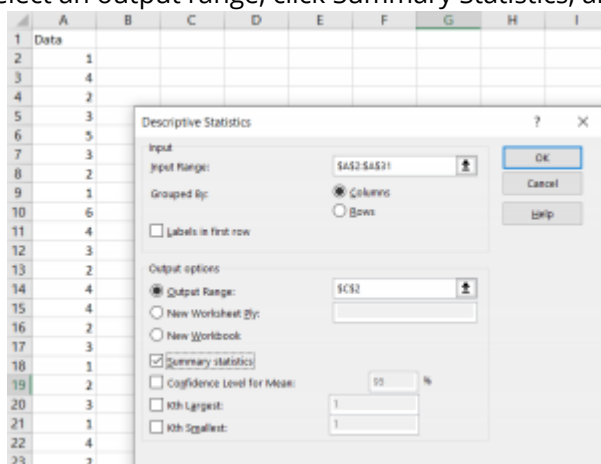 elect an output range, click Summary Statistics, a
A B C D E F G H I
1 Data
2 1
3 4
4 2
5 3
6 5
7 3
8 2
9 1
10 6
11 4
12 3
13 2
14 4
15 4
16 2
17 3
18 1
19 2
20 3
21 1
22 4
23 2
Descriptive Statistics ? ×
Input
Input Range: $A$2:$A$31
Grouped By: Columns
Rows
Labels in first row
OK
Cancel
Help
Output options
Output Range: $C$2
New Worksheet Ply:
New Workbook
Summary statistics
Confidence Level for Mean: 95 %
Kth Largest: 1
Kth Smallest: 1